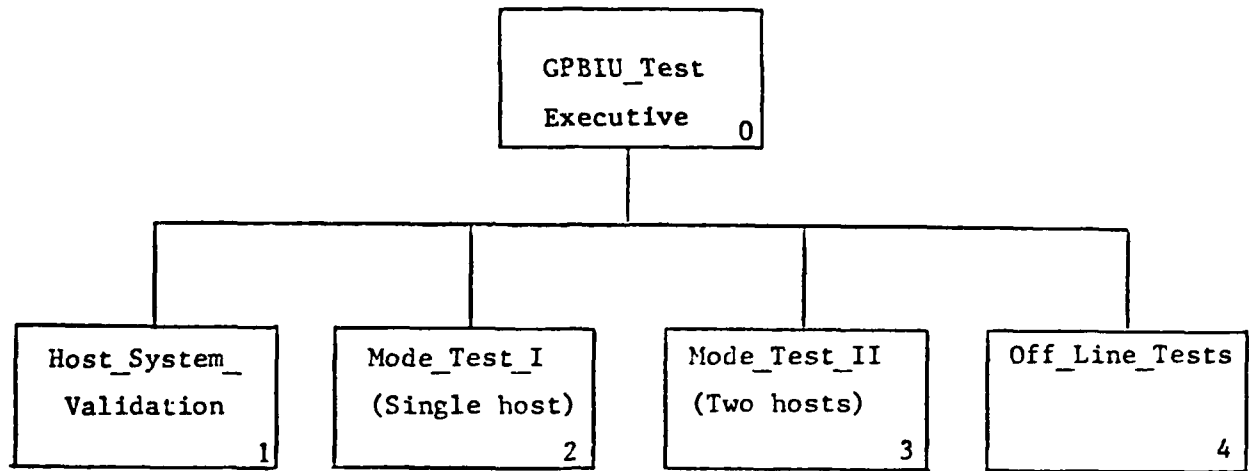 GPBIU_Test
Executive
0
Host_System_
Validation
1
Mode_Test_I
(Single host)
2
Mode_Test_II
(Two hosts)
3
Off_Line_Tests
4